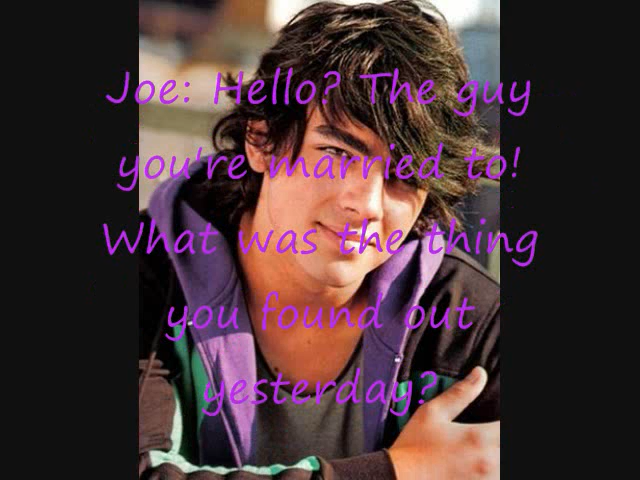 Joe: Hello? The guy
you're married to!
What was the thing
you found out
yesterday?